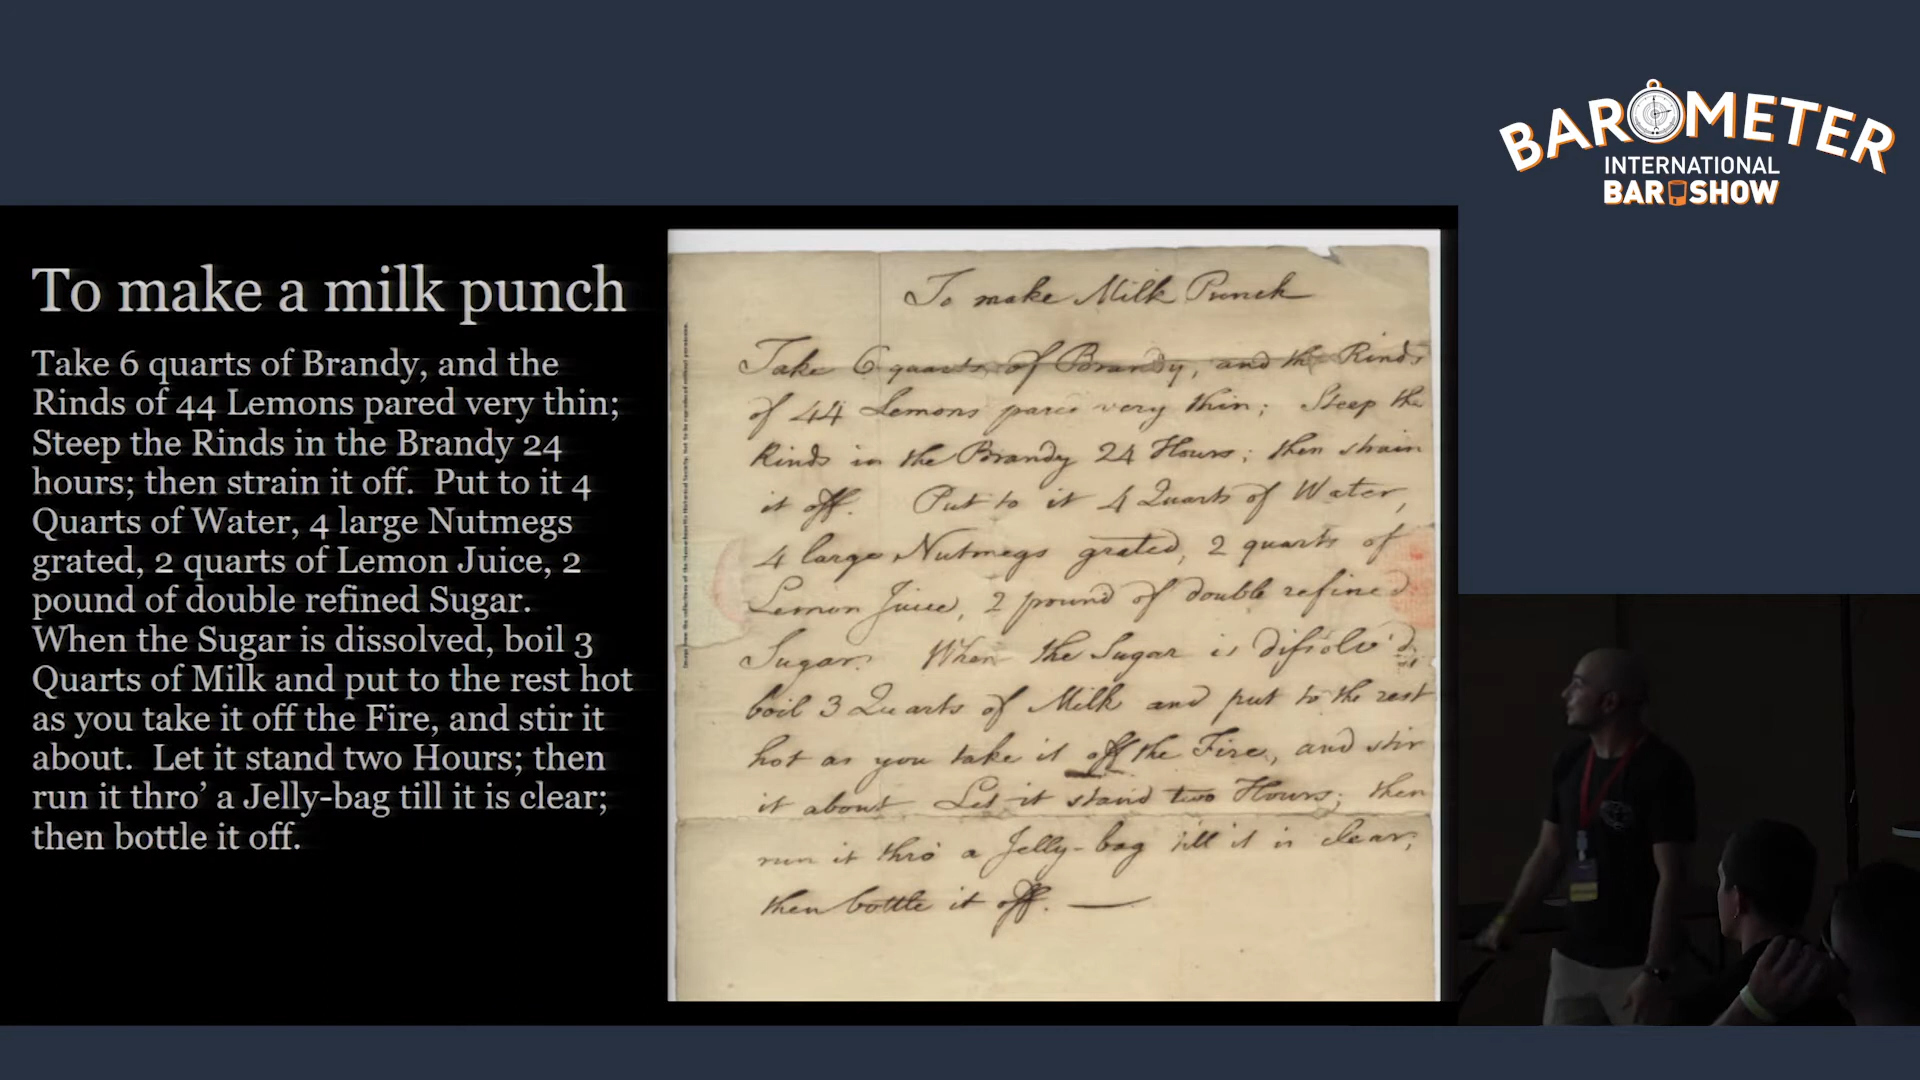 BAROMETER
INTERNATIONAL
BAR SHOW
To make a milk punch
Take 6 quarts of Brandy, and the
Rinds of 44 Lemons pared very thin;
Steep the Rinds in the Brandy 24
hours; then strain it off. Put to it 4
Quarts of Water, 4 large Nutmegs
grated, 2 quarts of Lemon Juice, 2
pound of double refined Sugar.
When the Sugar is dissolved, boil 3
Quarts of Milk and put to the rest hot
as you take it off the Fire, and stir it
about. Let it stand two Hours; then
run it thro’ a Jelly-bag till it is clear;
then bottle it off.
To make Milk Punch
Take 6 quarts of Brandy, and the Rinds
of 44 Lemons pared very thin; Steep the
Rinds in the Brandy 24 Hours; then strain
it off. Put to it 4 Quarts of Water,
4 large Nutmegs grated, 2 quarts of
Lemon Juice, 2 pound of double refined
Sugar. When the Sugar is dissolv'd,
boil 3 Quarts of Milk and put to the rest
hot as you take it off the Fire, and stir
it about. Let it stand two Hours; then
run it thro' a Jelly-bag till it is clear;
then bottle it off.